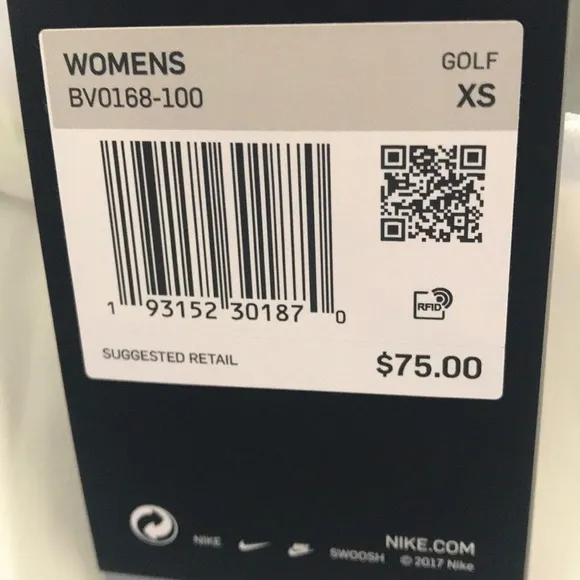 WOMENS GOLF
BV0168-100 XS
1 93152 30187 0
RFID
SUGGESTED RETAIL $75.00
NIKE SWOOSH NIKE.COM
© 2017 Nike